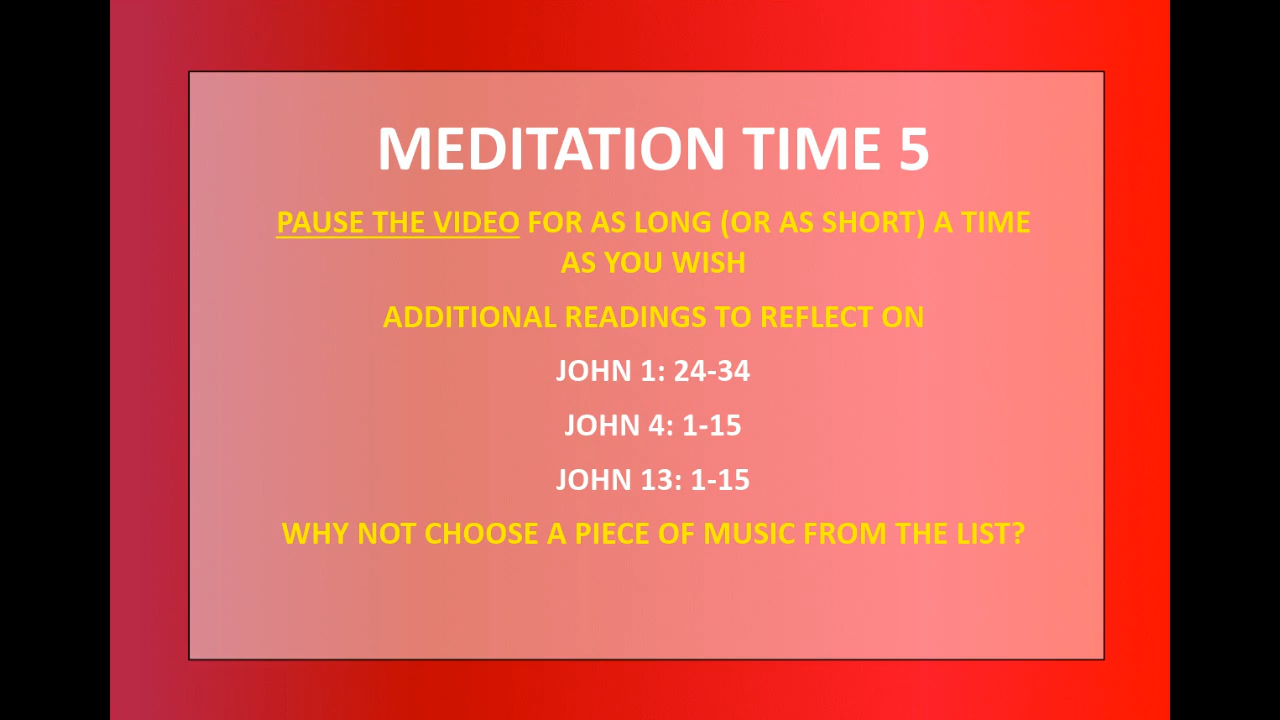 MEDITATION TIME 5
PAUSE THE VIDEO FOR AS LONG (OR AS SHORT) A TIME
AS YOU WISH
ADDITIONAL READINGS TO REFLECT ON
JOHN 1: 24-34
JOHN 4: 1-15
JOHN 13: 1-15
WHY NOT CHOOSE A PIECE OF MUSIC FROM THE LIST?